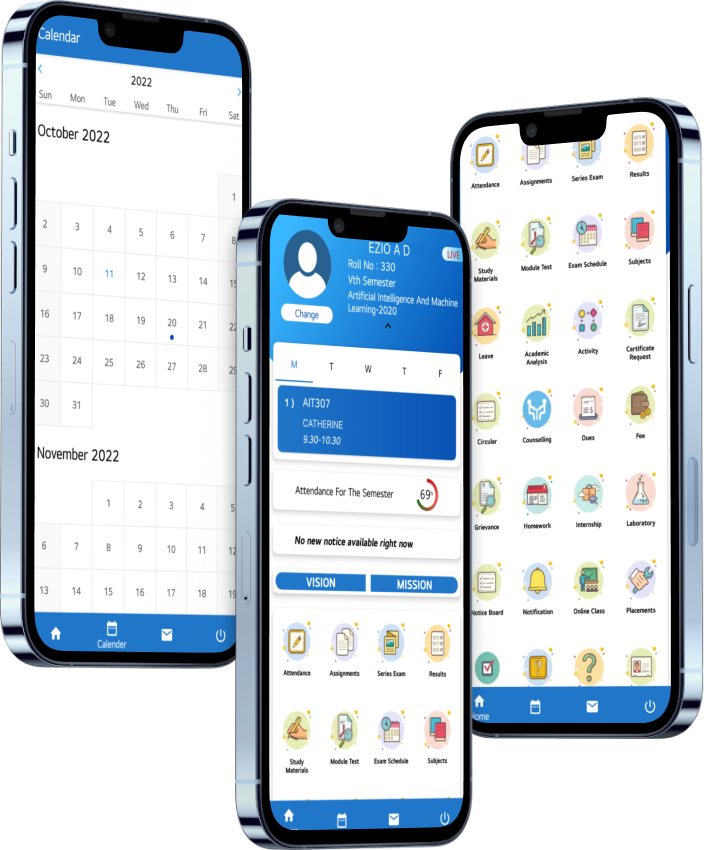 Calendar
2022
Sun Mon Tue Wed Thu Fri Sat
October 2022
1
2 3 4 5 6 7 8
9 10 11 12 13 14 15
16 17 18 19 20 21 22
23 24 25 26 27 28 29
30 31
November 2022
1 2 3 4 5
6 7 8 9 10 11 12
13 14 15 16 17 18 19
Calender
EZIO A D
LIVE
Roll No : 330
Vth Semester
Artificial Intelligence And Machine
Learning-2020
Change
M T W T F
1 ) AIT307
CATHERINE
9.30-10.30
Attendance For The Semester 69%
No new notice available right now
VISION MISSION
Attendance Assignments Series Exam Results
Study
Materials
Module Test Exam Schedule Subjects
Attendance Assignments Series Exam Results
Study
Materials
Module Test Exam Schedule Subjects
Leave
Academic
Analysis
Activity
Certificate
Request
Circular Counselling Dues Fee
Grievance Homework Internship Laboratory
Notice Board Notification Online Class Placements
Home